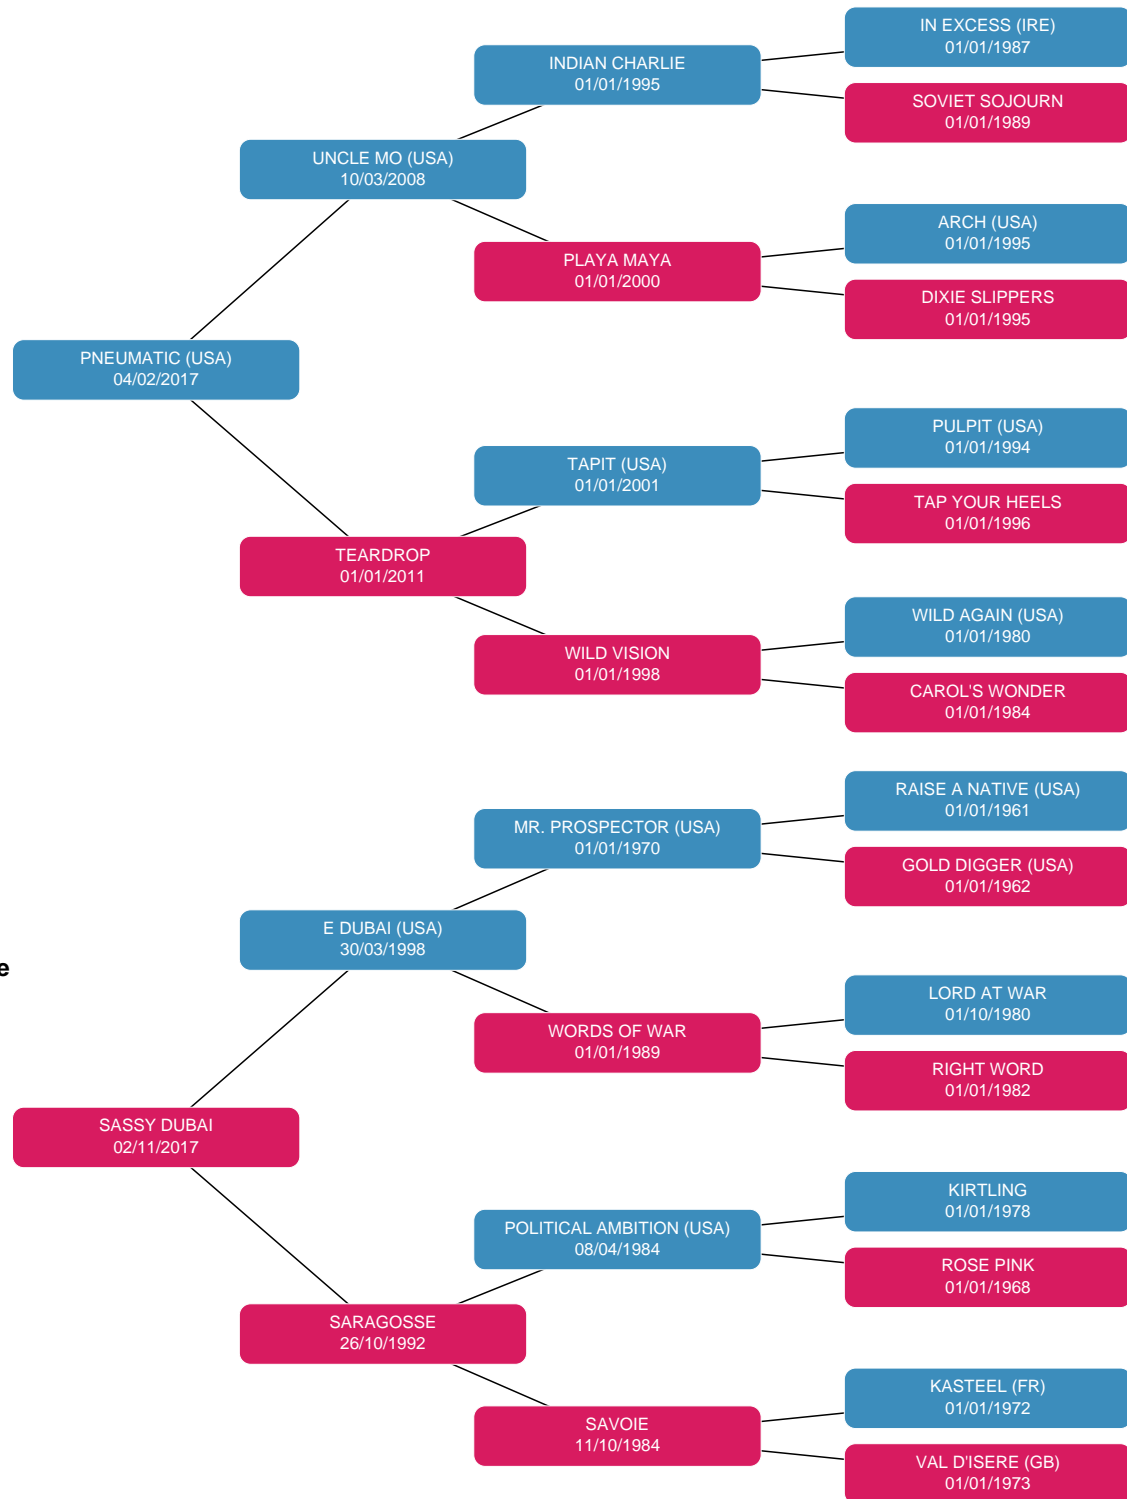 IN EXCESS (IRE)
01/01/1987
INDIAN CHARLIE
01/01/1995
SOVIET SOJOURN
01/01/1989
UNCLE MO (USA)
10/03/2008
ARCH (USA)
01/01/1995
PLAYA MAYA
01/01/2000
DIXIE SLIPPERS
01/01/1995
PNEUMATIC (USA)
04/02/2017
PULPIT (USA)
01/01/1994
TAPIT (USA)
01/01/2001
TAP YOUR HEELS
01/01/1996
TEARDROP
01/01/2011
WILD AGAIN (USA)
01/01/1980
WILD VISION
01/01/1998
CAROL'S WONDER
01/01/1984
RAISE A NATIVE (USA)
01/01/1961
MR. PROSPECTOR (USA)
01/01/1970
GOLD DIGGER (USA)
01/01/1962
E DUBAI (USA)
30/03/1998
e
LORD AT WAR
01/10/1980
WORDS OF WAR
01/01/1989
RIGHT WORD
01/01/1982
SASSY DUBAI
02/11/2017
KIRTLING
01/01/1978
POLITICAL AMBITION (USA)
08/04/1984
ROSE PINK
01/01/1968
SARAGOSSE
26/10/1992
KASTEEL (FR)
01/01/1972
SAVOIE
11/10/1984
VAL D'ISERE (GB)
01/01/1973